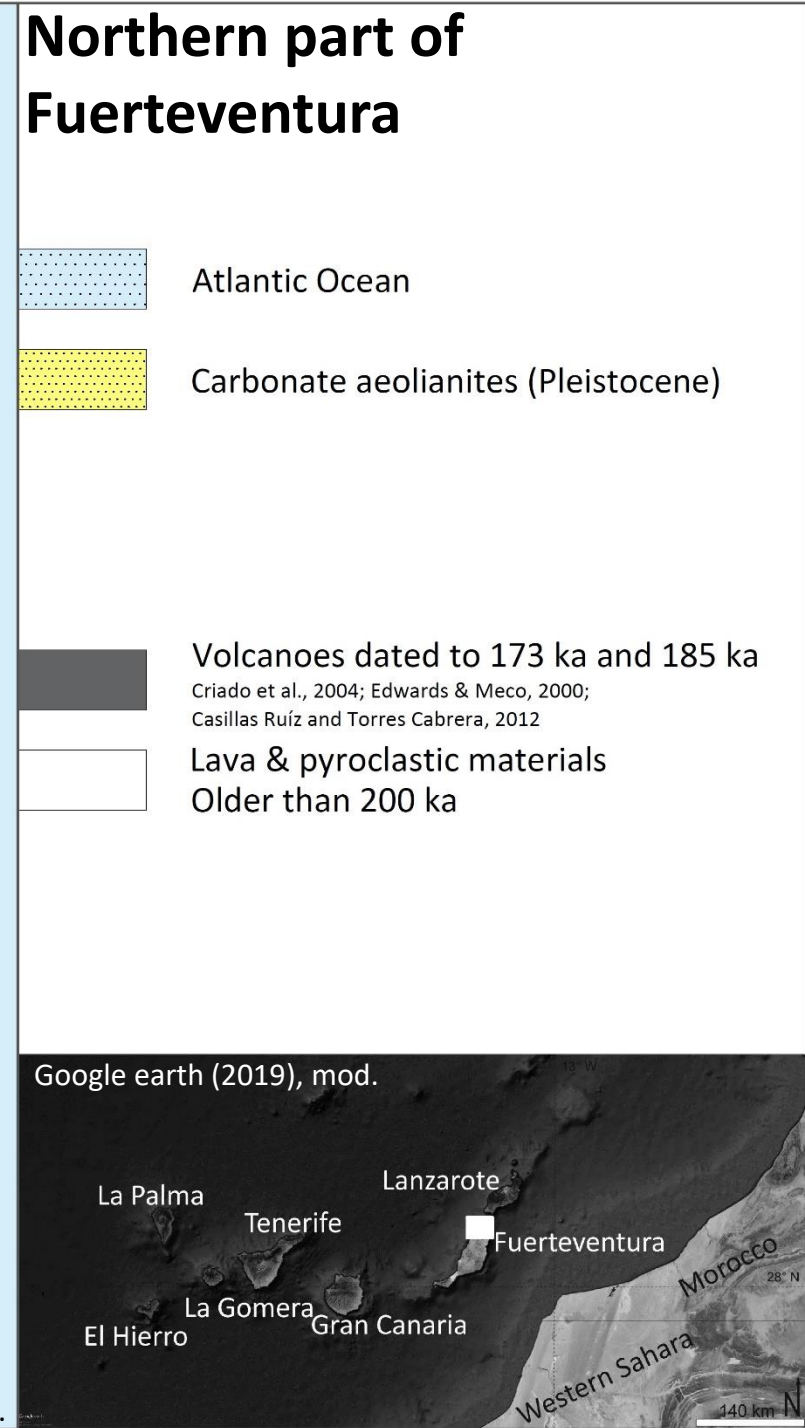 Northern part of
Fuerteventura
Atlantic Ocean
Carbonate aeolianites (Pleistocene)
Volcanoes dated to 173 ka and 185 ka
Criado et al., 2004; Edwards & Meco, 2000;
Casillas Ruíz and Torres Cabrera, 2012
Lava & pyroclastic materials
Older than 200 ka
Google earth (2019), mod.
13° W
Lanzarote
La Palma
Tenerife
Fuerteventura
Morocco
28° N
La Gomera
Gran Canaria
El Hierro
Western Sahara
140 km
N